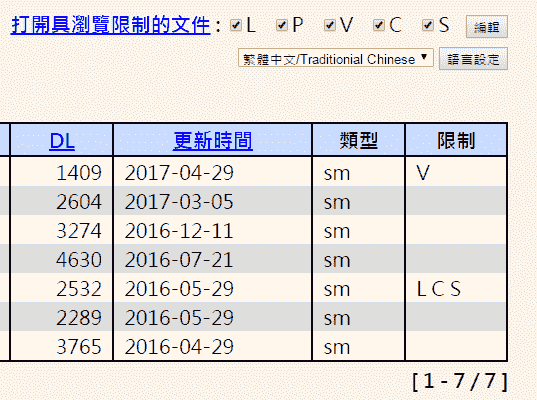 打開具瀏覽限制的文件 : L P V C S 編輯
繁體中文/Traditionial Chinese 語言設定
DL 更新時間 類型 限制
1409 2017-04-29 sm V
2604 2017-03-05 sm
3274 2016-12-11 sm
4630 2016-07-21 sm
2532 2016-05-29 sm L C S
2289 2016-05-29 sm
3765 2016-04-29 sm
[ 1 - 7 / 7 ]